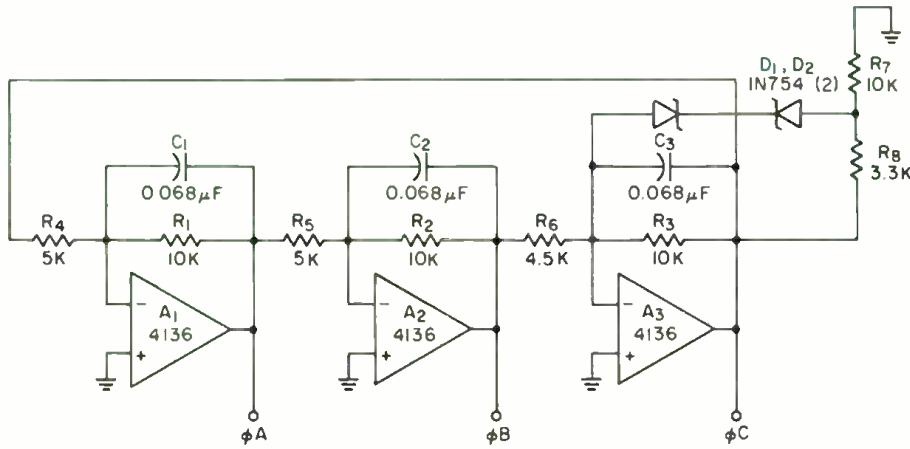 D1, D2
1N754 (2)
R7
10K
C1
0.068µF
C2
0.068µF
C3
0.068µF
R8
3.3K
R4
5K
R1
10K
R5
5K
R2
10K
R6
4.5K
R3
10K
−
A1
4136
+
−
A2
4136
+
−
A3
4136
+
ϕA
ϕB
ϕC